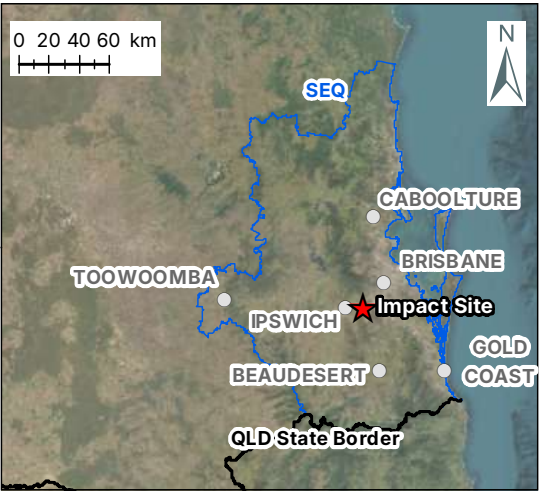 0 20 40 60 km
N
SEQ
CABOOLTURE
BRISBANE
TOOWOOMBA
Impact Site
IPSWICH
GOLD
COAST
BEAUDESERT
QLD State Border